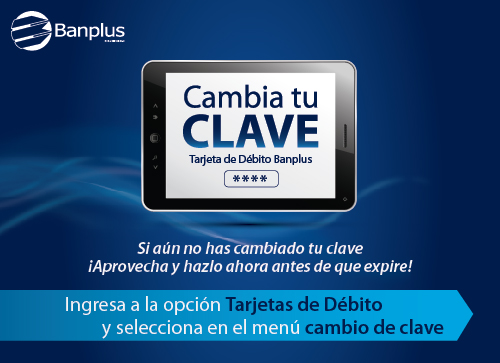 Banplus
Cambia tu
CLAVE
Tarjeta de Débito Banplus
****
Si aún no has cambiado tu clave
¡Aprovecha y hazlo ahora antes de que expire!
Ingresa a la opción Tarjetas de Débito
y selecciona en el menú cambio de clave